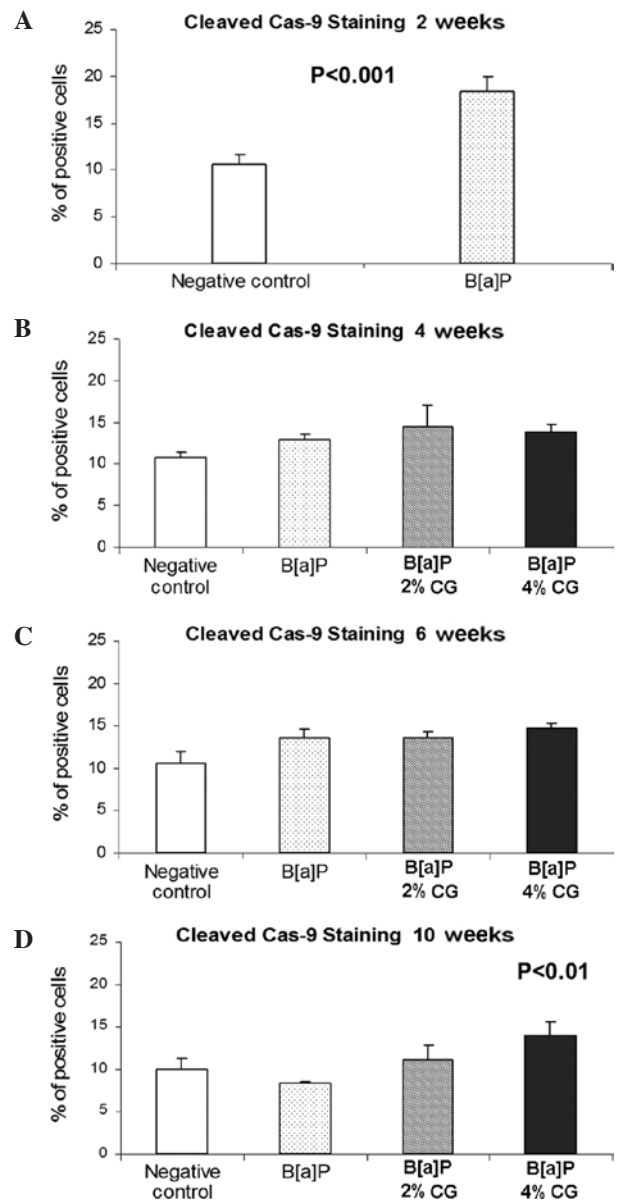 A
Cleaved Cas-9 Staining 2 weeks
P<0.001
% of positive cells
25
20
15
10
5
0
Negative control
B[a]P
B
Cleaved Cas-9 Staining 4 weeks
% of positive cells
25
20
15
10
5
0
Negative
control
B[a]P
B[a]P
2% CG
B[a]P
4% CG
C
Cleaved Cas-9 Staining 6 weeks
% of positive cells
25
20
15
10
5
0
Negative
control
B[a]P
B[a]P
2% CG
B[a]P
4% CG
D
Cleaved Cas-9 Staining 10 weeks
P<0.01
% of positive cells
25
20
15
10
5
0
Negative
control
B[a]P
B[a]P
2% CG
B[a]P
4% CG